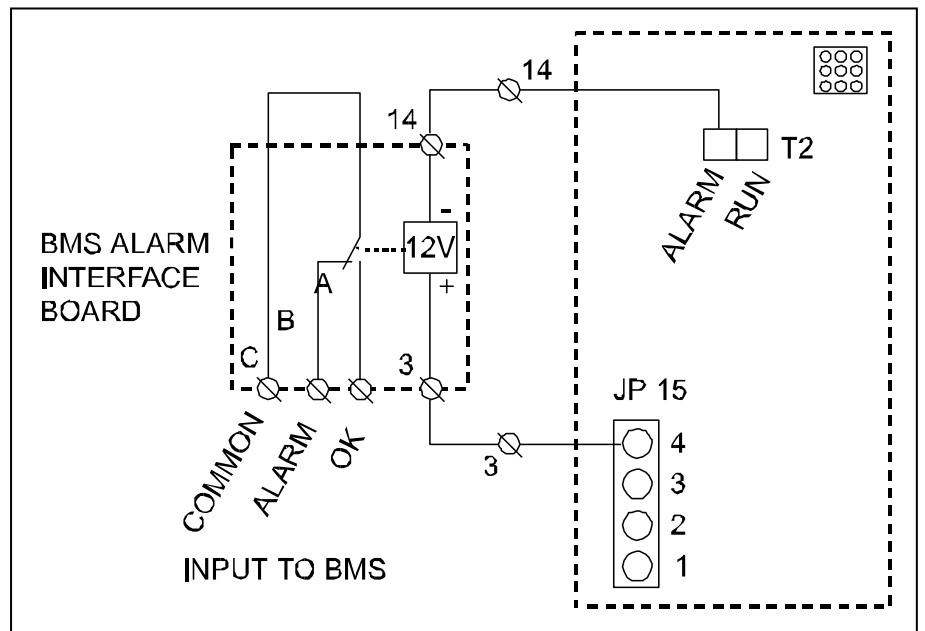 14
14
T2
ALARM
RUN
BMS ALARM
INTERFACE
BOARD
-
12V
+
A
B
C
3
COMMON
ALARM
OK
3
JP 15
4
3
2
1
INPUT TO BMS